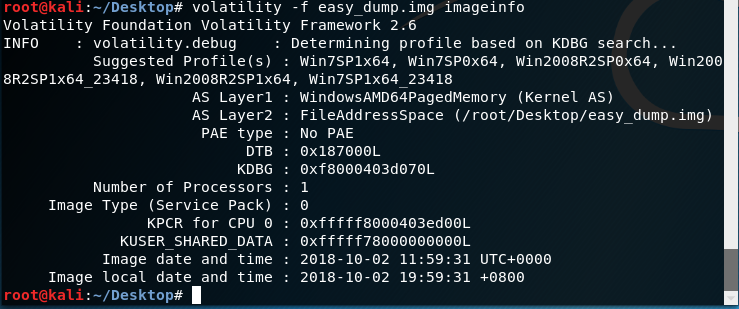 root@kali:~/Desktop# volatility -f easy_dump.img imageinfo
Volatility Foundation Volatility Framework 2.6
INFO    : volatility.debug    : Determining profile based on KDBG search...
          Suggested Profile(s) : Win7SP1x64, Win7SP0x64, Win2008R2SP0x64, Win200
8R2SP1x64_23418, Win2008R2SP1x64, Win7SP1x64_23418
                     AS Layer1 : WindowsAMD64PagedMemory (Kernel AS)
                     AS Layer2 : FileAddressSpace (/root/Desktop/easy_dump.img)
                      PAE type : No PAE
                           DTB : 0x187000L
                          KDBG : 0xf8000403d070L
          Number of Processors : 1
     Image Type (Service Pack) : 0
                KPCR for CPU 0 : 0xfffff8000403ed00L
             KUSER_SHARED_DATA : 0xfffff78000000000L
           Image date and time : 2018-10-02 11:59:31 UTC+0000
     Image local date and time : 2018-10-02 19:59:31 +0800
root@kali:~/Desktop#